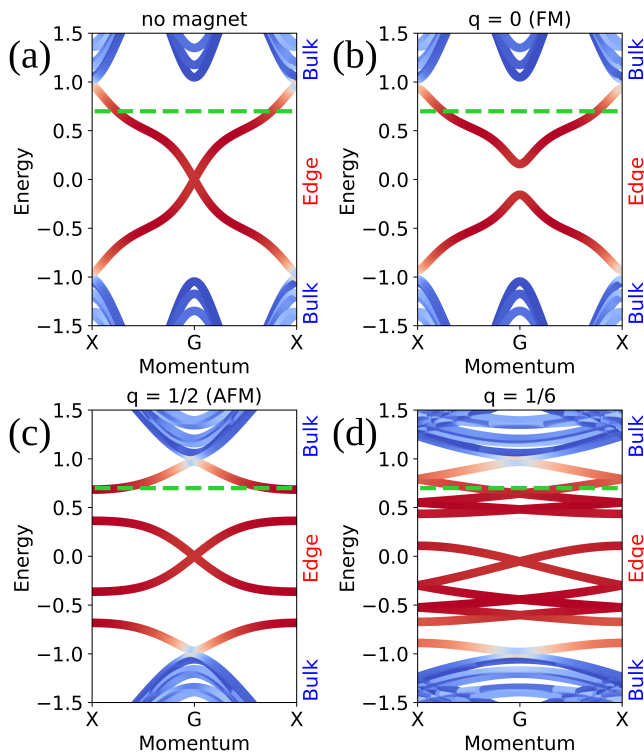 no magnet
(a)
1.5
1.0
0.5
0.0
−0.5
−1.0
−1.5
Energy
X G X
Momentum
Bulk
Edge
Bulk
q = 0 (FM)
(b)
1.5
1.0
0.5
0.0
−0.5
−1.0
−1.5
Energy
X G X
Momentum
Bulk
Edge
Bulk
q = 1/2 (AFM)
(c)
1.5
1.0
0.5
0.0
−0.5
−1.0
−1.5
Energy
X G X
Momentum
Bulk
Edge
Bulk
q = 1/6
(d)
1.5
1.0
0.5
0.0
−0.5
−1.0
−1.5
Energy
X G X
Momentum
Bulk
Edge
Bulk